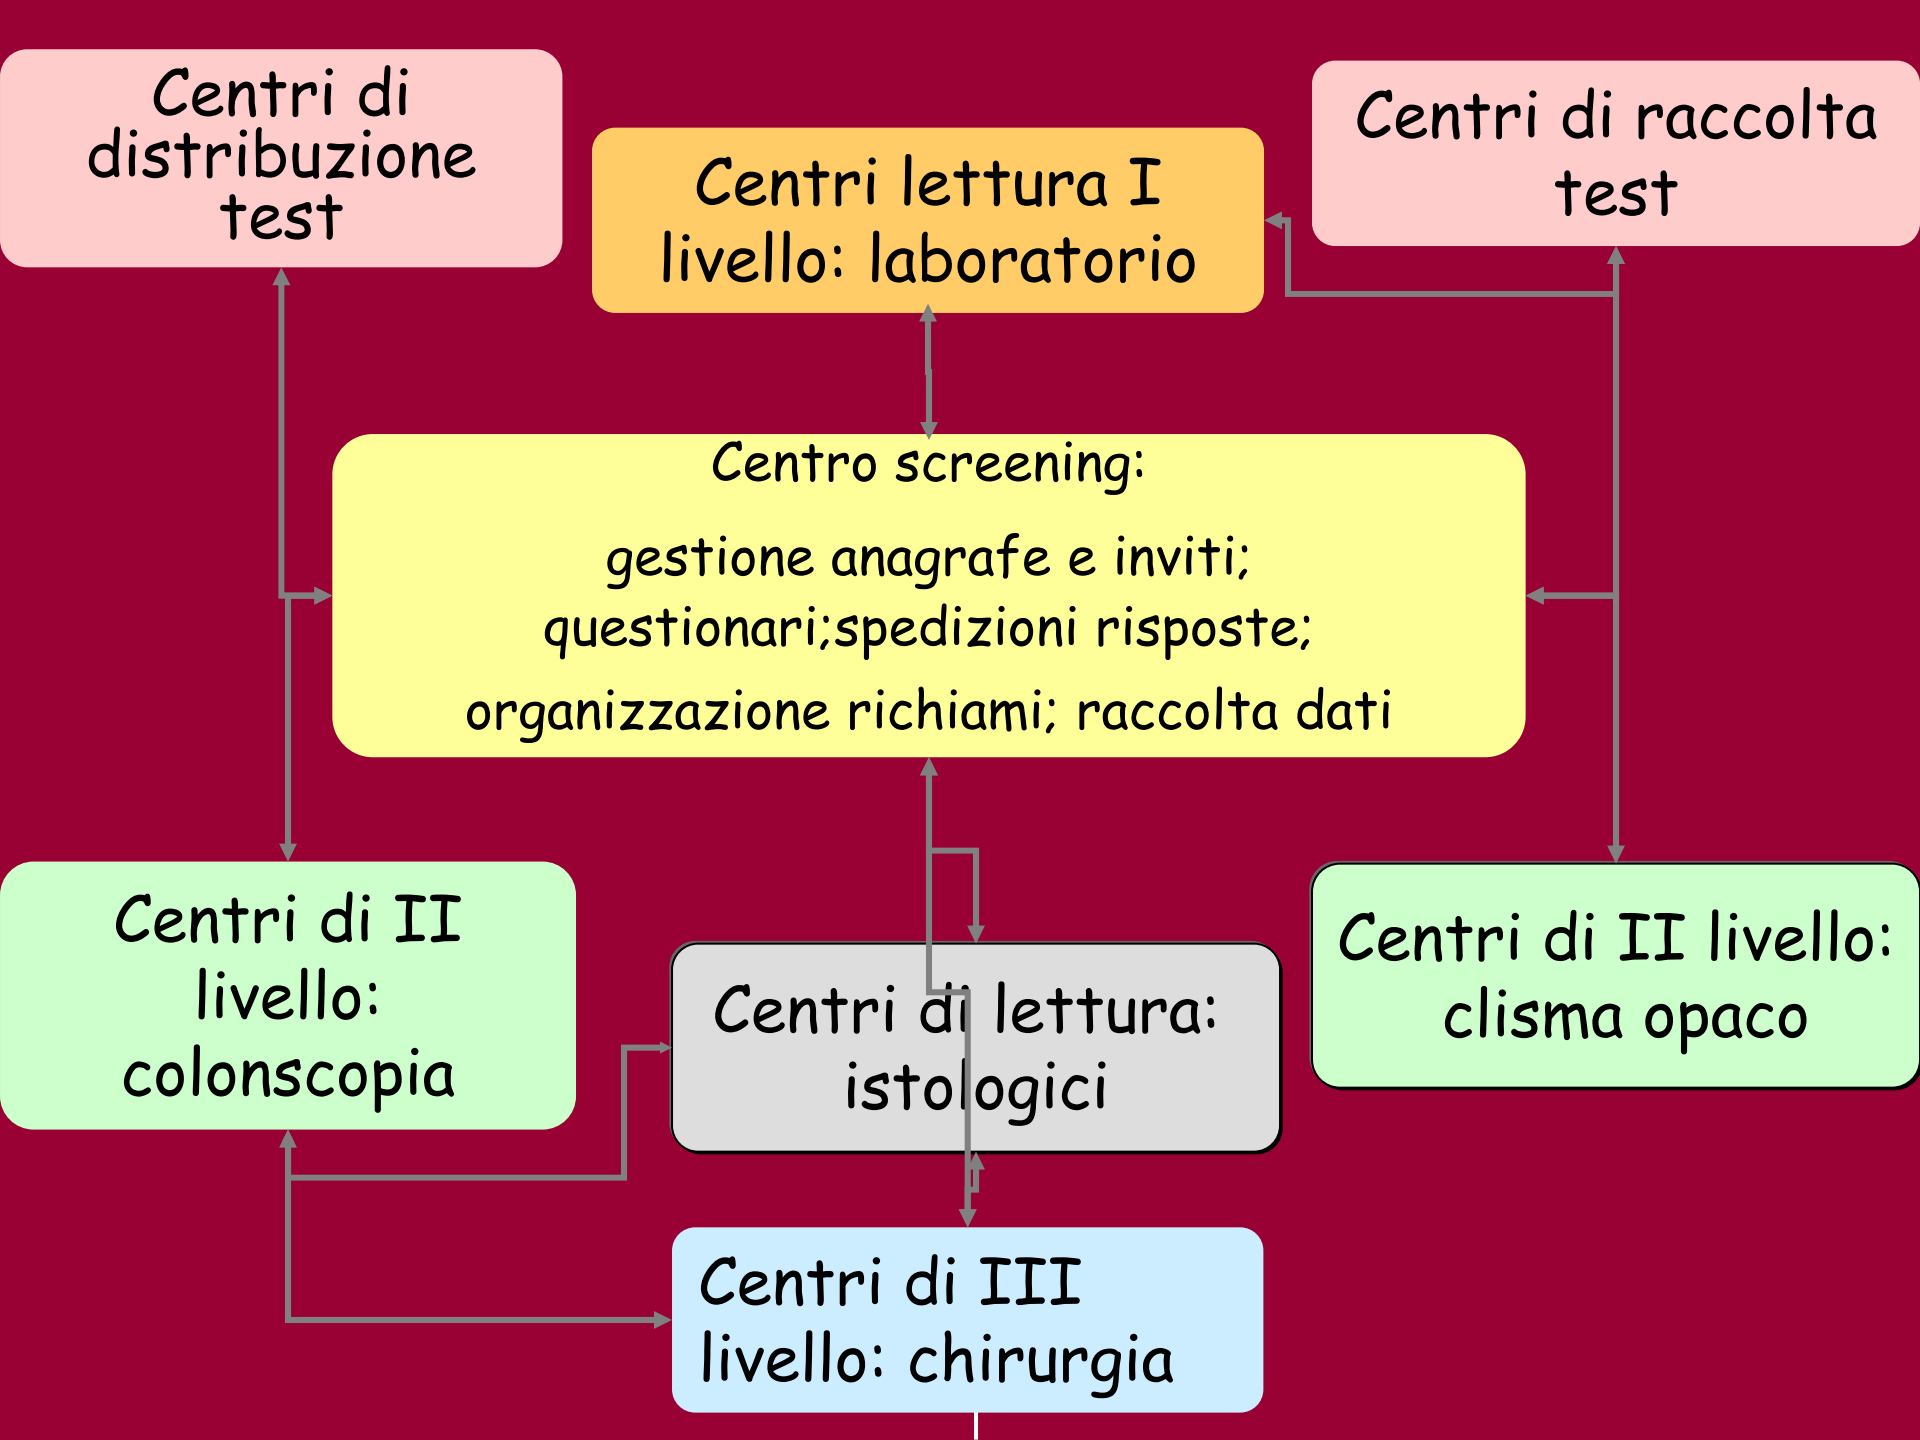 Centri di
distribuzione
test
Centri lettura I
livello: laboratorio
Centri di raccolta
test
Centro screening:
gestione anagrafe e inviti;
questionari;spedizioni risposte;
organizzazione richiami; raccolta dati
Centri di II
livello:
colonscopia
Centri di lettura:
istologici
Centri di II livello:
clisma opaco
Centri di III
livello: chirurgia